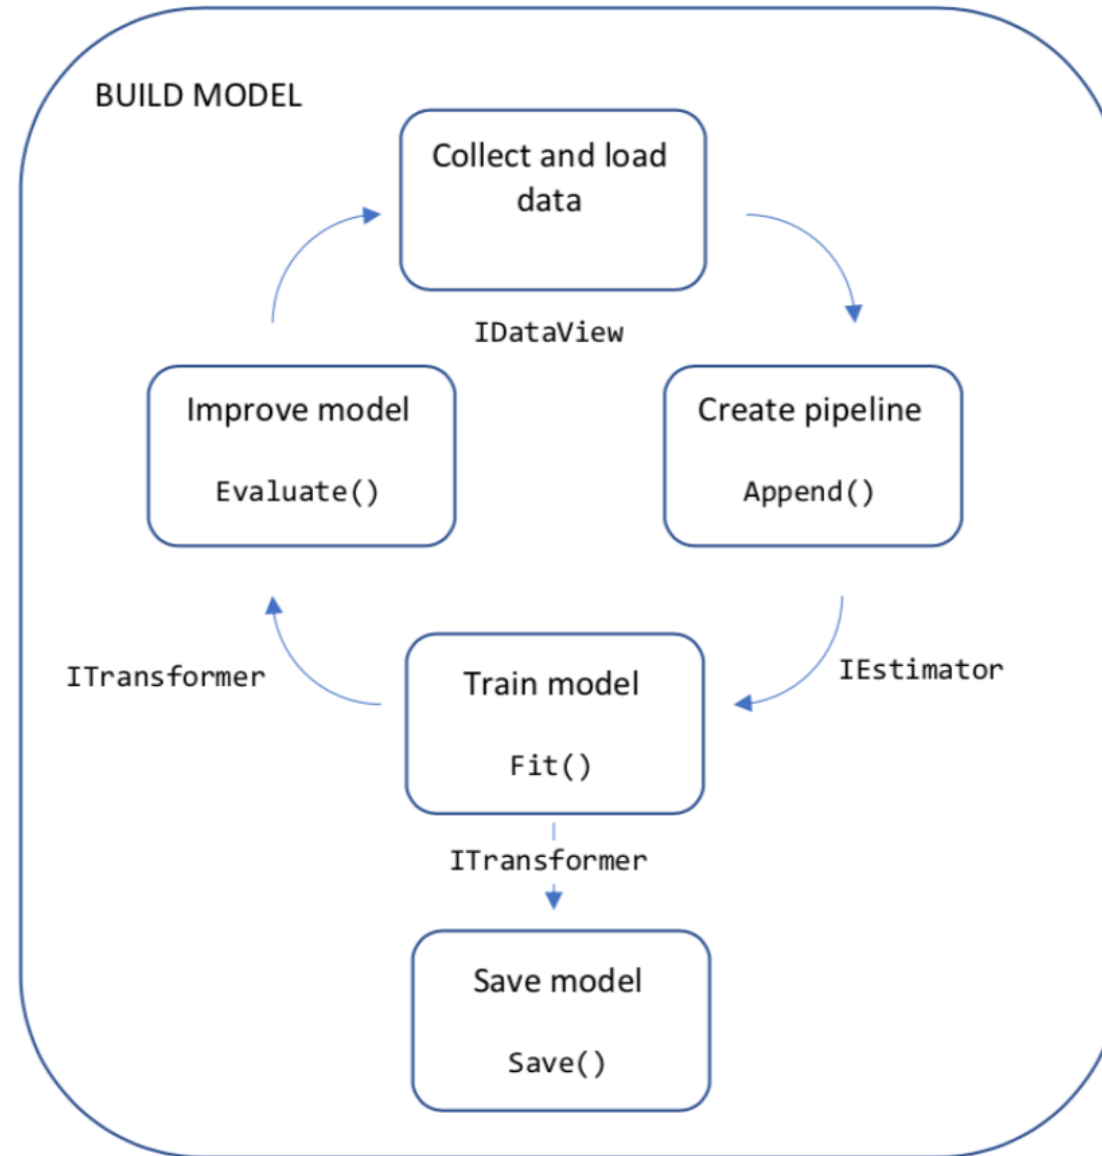 BUILD MODEL
Collect and load
data
IDataView
Improve model
Evaluate()
Create pipeline
Append()
ITransformer
Train model
Fit()
IEstimator
ITransformer
Save model
Save()